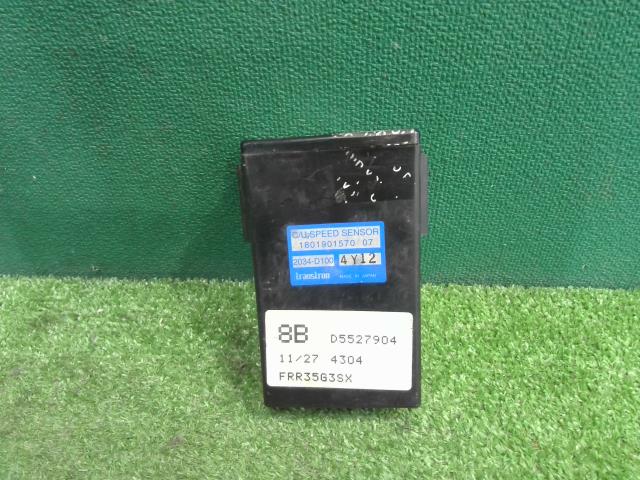 C/U;SPEED SENSOR
1801901570 07
2034-D100 4Y12
transtron MADE IN JAPAN
8B D5527904
11/27 4304
FRR35G3SX